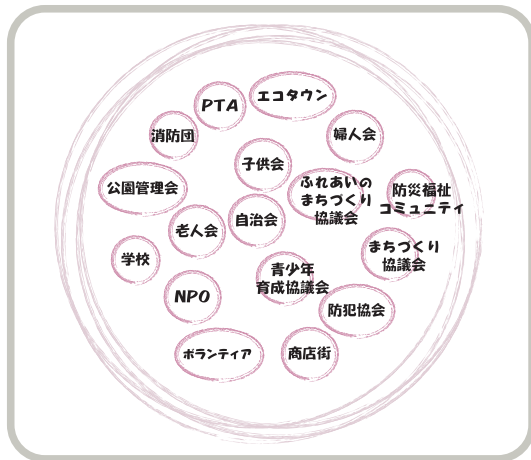 エコタウン
PTA
消防団
婦人会
子供会
公園管理会
ふれあいの
まちづくり
協議会
防災福祉
コミュニティ
自治会
老人会
まちづくり
協議会
学校
青少年
育成協議会
NPO
防犯協会
ボランティア
商店街